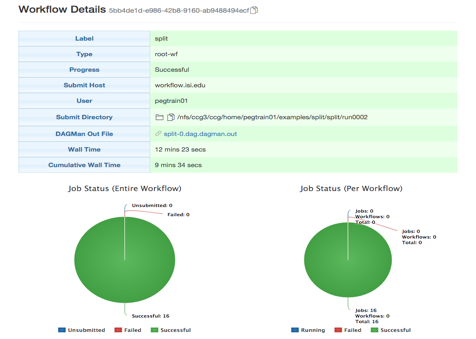 Workflow Details 5bb4de1d-e986-42b8-9160-ab9488494ecf
Label split
Type root-wf
Progress Successful
Submit Host workflow.isi.edu
User pegtrain01
Submit Directory /nfs/ccg3/ccg/home/pegtrain01/examples/split/split/run0002
DAGMan Out File split-0.dag.dagman.out
Wall Time 12 mins 23 secs
Cumulative Wall Time 9 mins 34 secs
Job Status (Entire Workflow)
Unsubmitted: 0
Failed: 0
Successful: 16
Unsubmitted Failed Successful
Job Status (Per Workflow)
Jobs: 0
Workflows: 0
Total: 0
Jobs: 0
Workflows: 0
Total: 0
Jobs: 16
Workflows: 0
Total: 16
Running Failed Successful